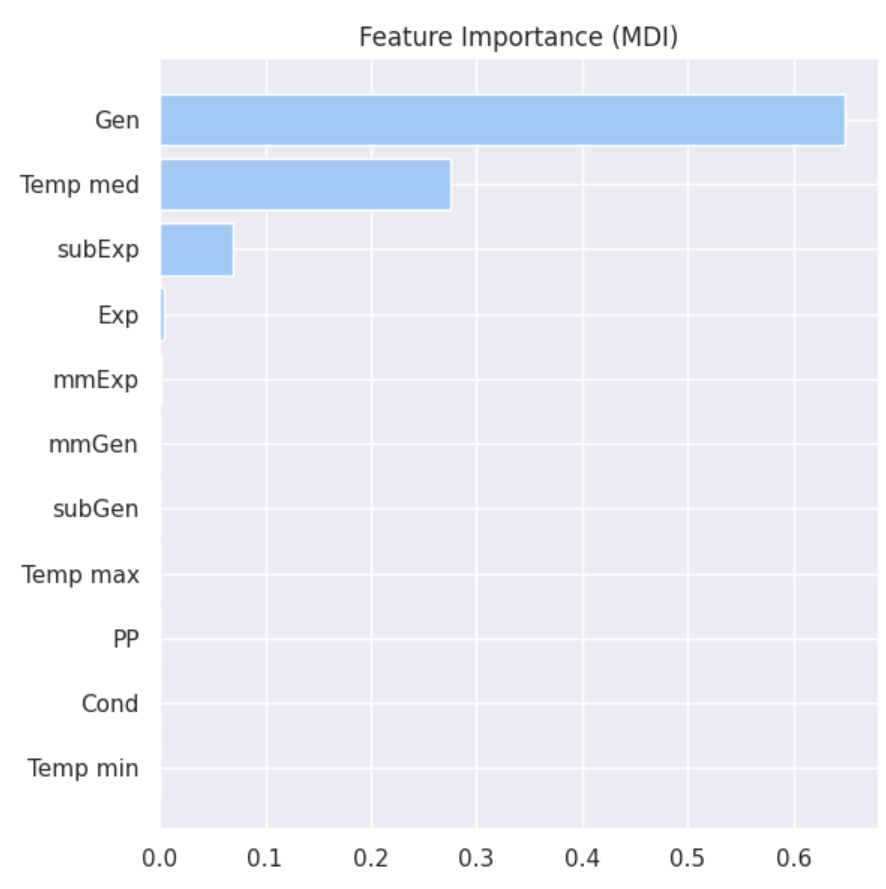 Feature Importance (MDI)
Gen
Temp med
subExp
Exp
mmExp
mmGen
subGen
Temp max
PP
Cond
Temp min
0.0 0.1 0.2 0.3 0.4 0.5 0.6